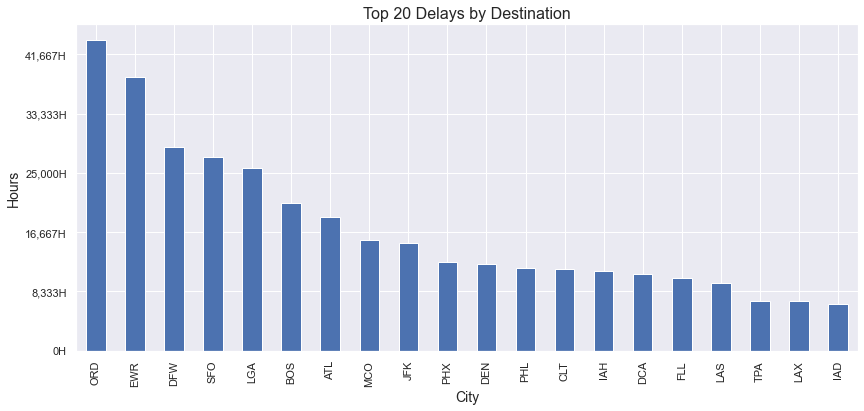 Top 20 Delays by Destination
Hours
41,667H
33,333H
25,000H
16,667H
8,333H
0H
ORD EWR DFW SFO LGA BOS ATL MCO JFK PHX DEN PHL CLT IAH DCA FLL LAS TPA LAX IAD
City